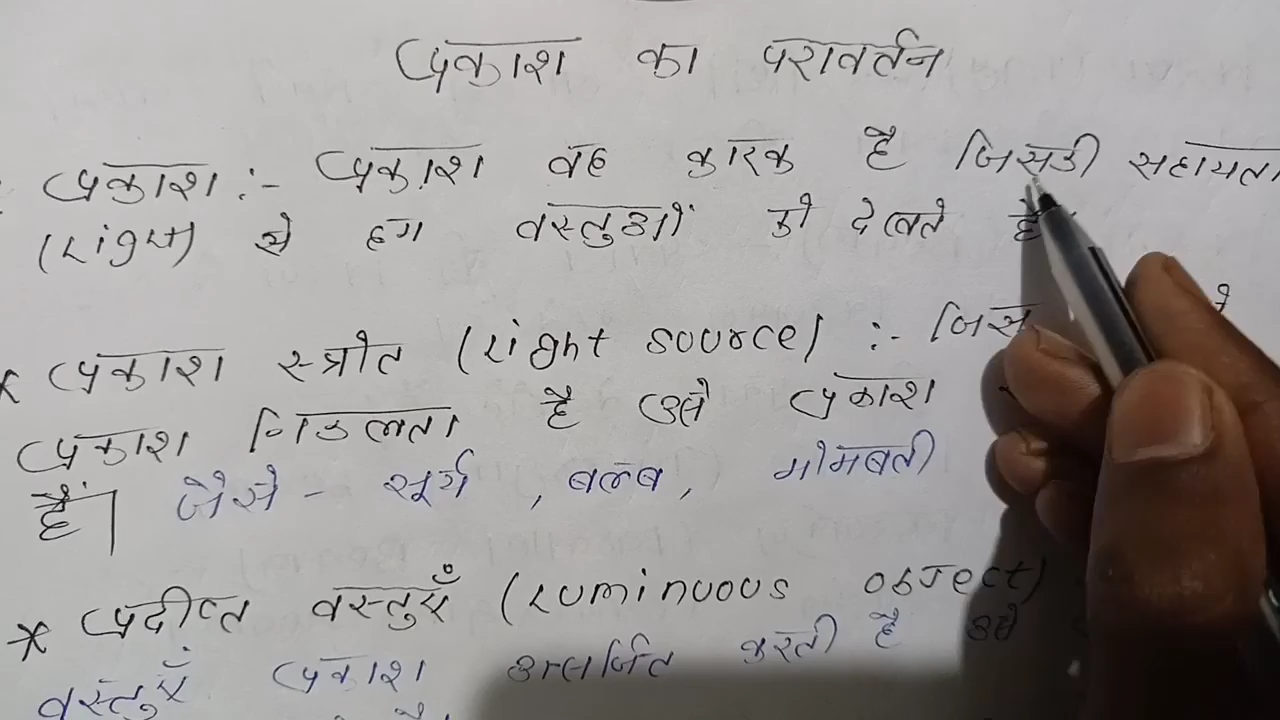 प्रकाश का परावर्तन
प्रकाश :- प्रकाश वह कारक है जिसकी सहायता
(Light) से हम वस्तुओं को देखते है
* प्रकाश स्त्रोत (Light source) :- जिस से
प्रकाश निकलता है उसे प्रकाश
हैं। जैसे - सूर्य , बल्ब , मोमबती
* प्रदीप्त वस्तुएँ (Luminuous object)
वस्तुएँ प्रकाश उत्सर्जित करती है उसे